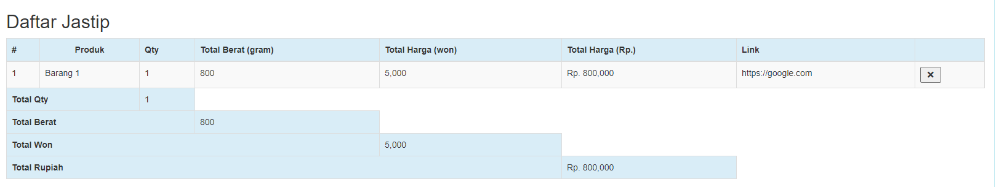 Daftar Jastip
# Produk Qty Total Berat (gram) Total Harga (won) Total Harga (Rp.) Link
1 Barang 1 1 800 5,000 Rp. 800,000 https://google.com
Total Qty 1
Total Berat 800
Total Won 5,000
Total Rupiah Rp. 800,000